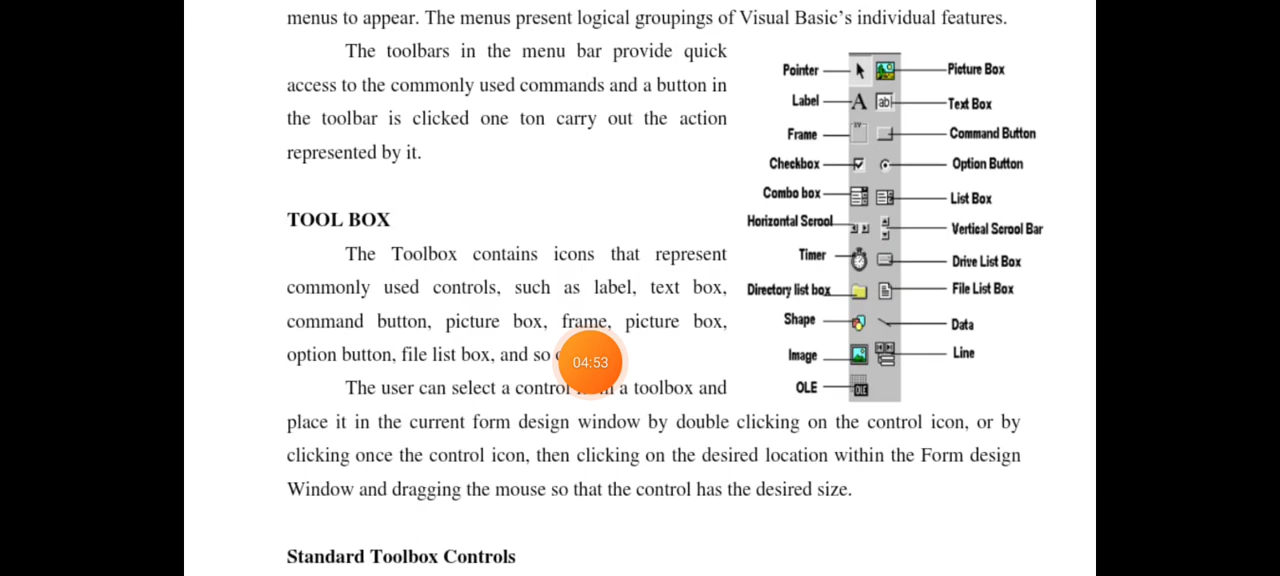 menus to appear. The menus present logical groupings of Visual Basic's individual features.
The toolbars in the menu bar provide quick
access to the commonly used commands and a button in
the toolbar is clicked one ton carry out the action
represented by it.
TOOL BOX
The Toolbox contains icons that represent
commonly used controls, such as label, text box,
command button, picture box, frame, picture box,
option button, file list box, and so
The user can select a control a toolbox and
place it in the current form design window by double clicking on the control icon, or by
clicking once the control icon, then clicking on the desired location within the Form design
Window and dragging the mouse so that the control has the desired size.
Standard Toolbox Controls
Pointer
Picture Box
Label
A
ab
Text Box
Frame
xv
Command Button
Checkbox
Option Button
Combo box
List Box
Horizontal Scrool
Vertical Scrool Bar
Timer
Drive List Box
Directory list box
File List Box
Shape
Data
Image
Line
OLE
OLE
04:53